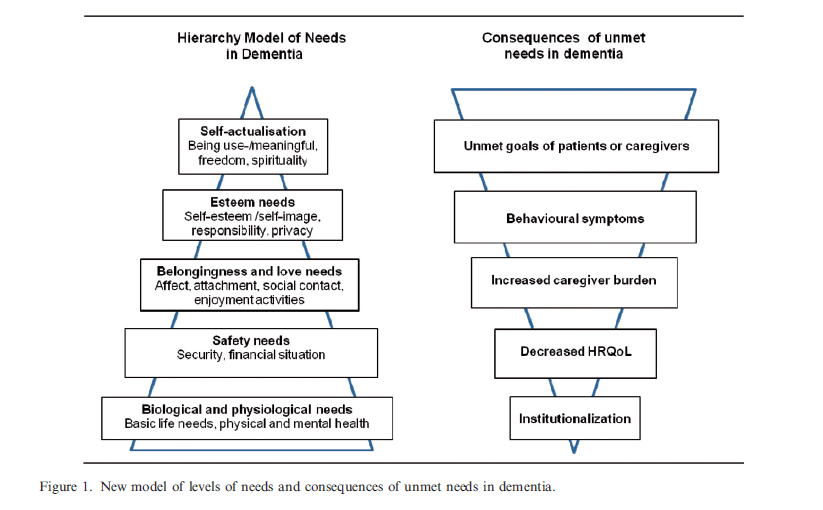 Hierarchy Model of Needs
in Dementia
Self-actualisation
Being use-/meaningful,
freedom, spirituality
Esteem needs
Self-esteem /self-image,
responsibility, privacy
Belongingness and love needs
Affect, attachment, social contact,
enjoyment activities
Safety needs
Security, financial situation
Biological and physiological needs
Basic life needs, physical and mental health
Consequences of unmet
needs in dementia
Unmet goals of patients or caregivers
Behavioural symptoms
Increased caregiver burden
Decreased HRQoL
Institutionalization
Figure 1. New model of levels of needs and consequences of unmet needs in dementia.